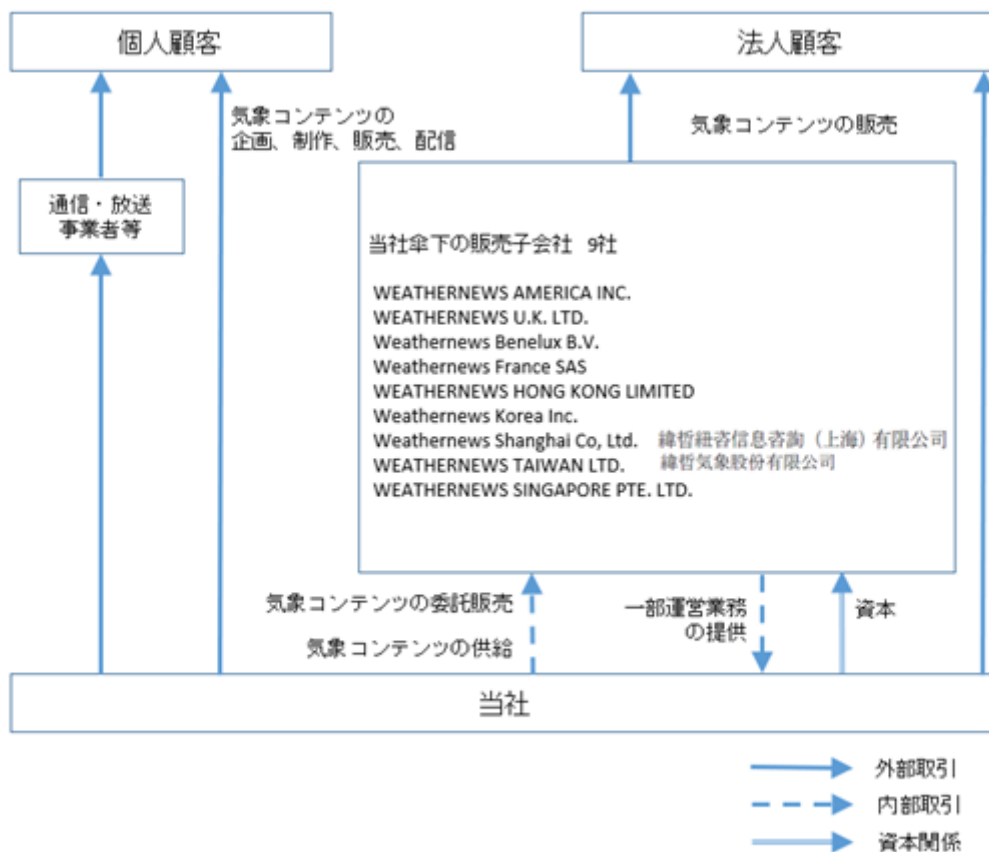 個人顧客
法人顧客
気象コンテンツの
企画、制作、販売、配信
気象コンテンツの販売
通信・放送
事業者等
当社傘下の販売子会社 9社
WEATHERNEWS AMERICA INC.
WEATHERNEWS U.K. LTD.
Weathernews Benelux B.V.
Weathernews France SAS
WEATHERNEWS HONG KONG LIMITED
Weathernews Korea Inc.
Weathernews Shanghai Co, Ltd. 緯哲紐咨信息咨詢（上海）有限公司
WEATHERNEWS TAIWAN LTD. 緯哲気象股份有限公司
WEATHERNEWS SINGAPORE PTE. LTD.
気象コンテンツの委託販売
気象コンテンツの供給
一部運営業務
の提供
資本
当社
外部取引
内部取引
資本関係